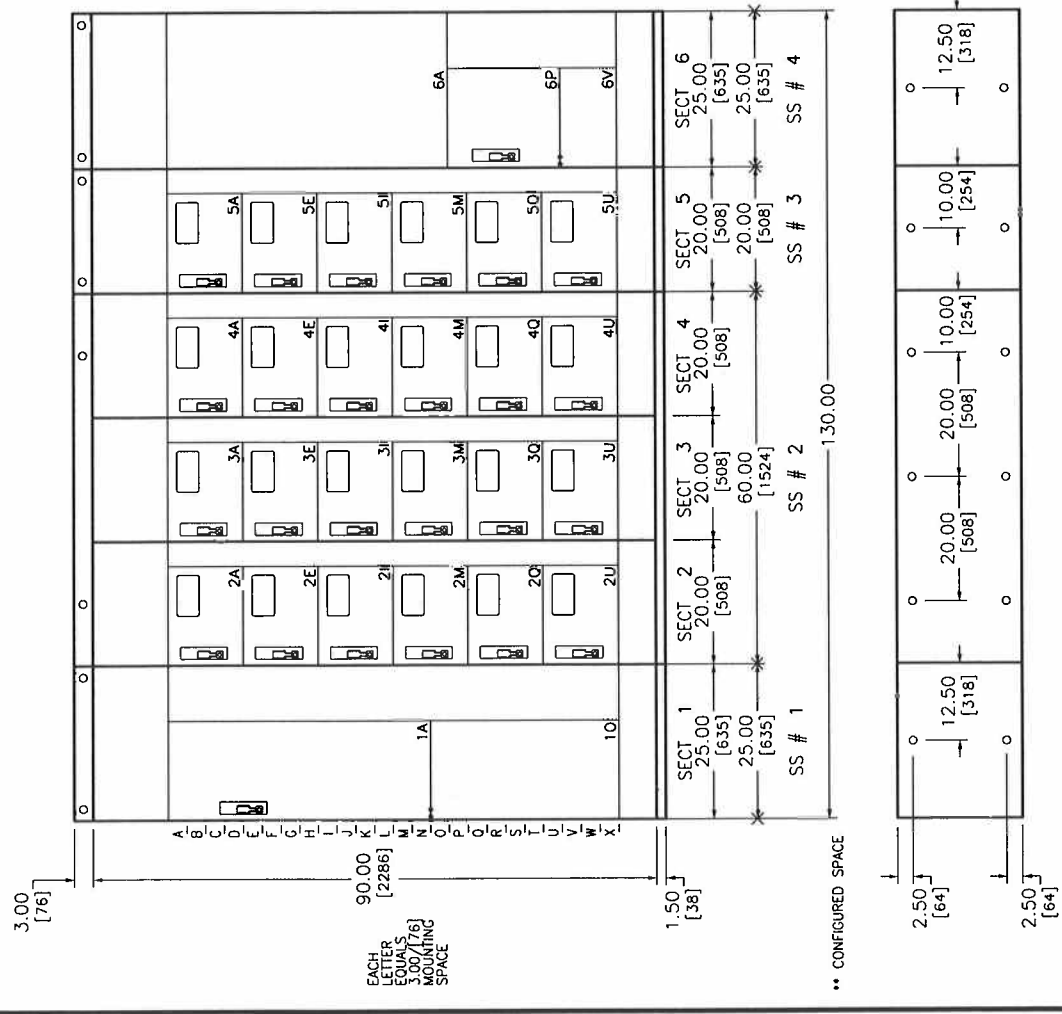 3.00
[76]
EACH
LETTER
EQUALS
3.00/[76]
MOUNTING
SPACE
90.00
[2286]
A
B
C
D
E
F
G
H
I
J
K
L
M
N
O
P
Q
R
S
T
U
V
W
X
1.50
[38]
1A
1O
2A
2E
2I
2M
2Q
2U
3A
3E
3I
3M
3Q
3U
4A
4E
4I
4M
4Q
4U
5A
5E
5I
5M
5Q
5U
6A
6P
6V
SECT 1
25.00
[635]
SECT 2
20.00
[508]
SECT 3
20.00
[508]
SECT 4
20.00
[508]
SECT 5
20.00
[508]
SECT 6
25.00
[635]
25.00
[635]
60.00
[1524]
20.00
[508]
25.00
[635]
SS # 1
SS # 2
SS # 3
SS # 4
130.00
** CONFIGURED SPACE
2.50
[64]
12.50
[318]
20.00
[508]
20.00
[508]
10.00
[254]
10.00
[254]
12.50
[318]
2.50
[64]